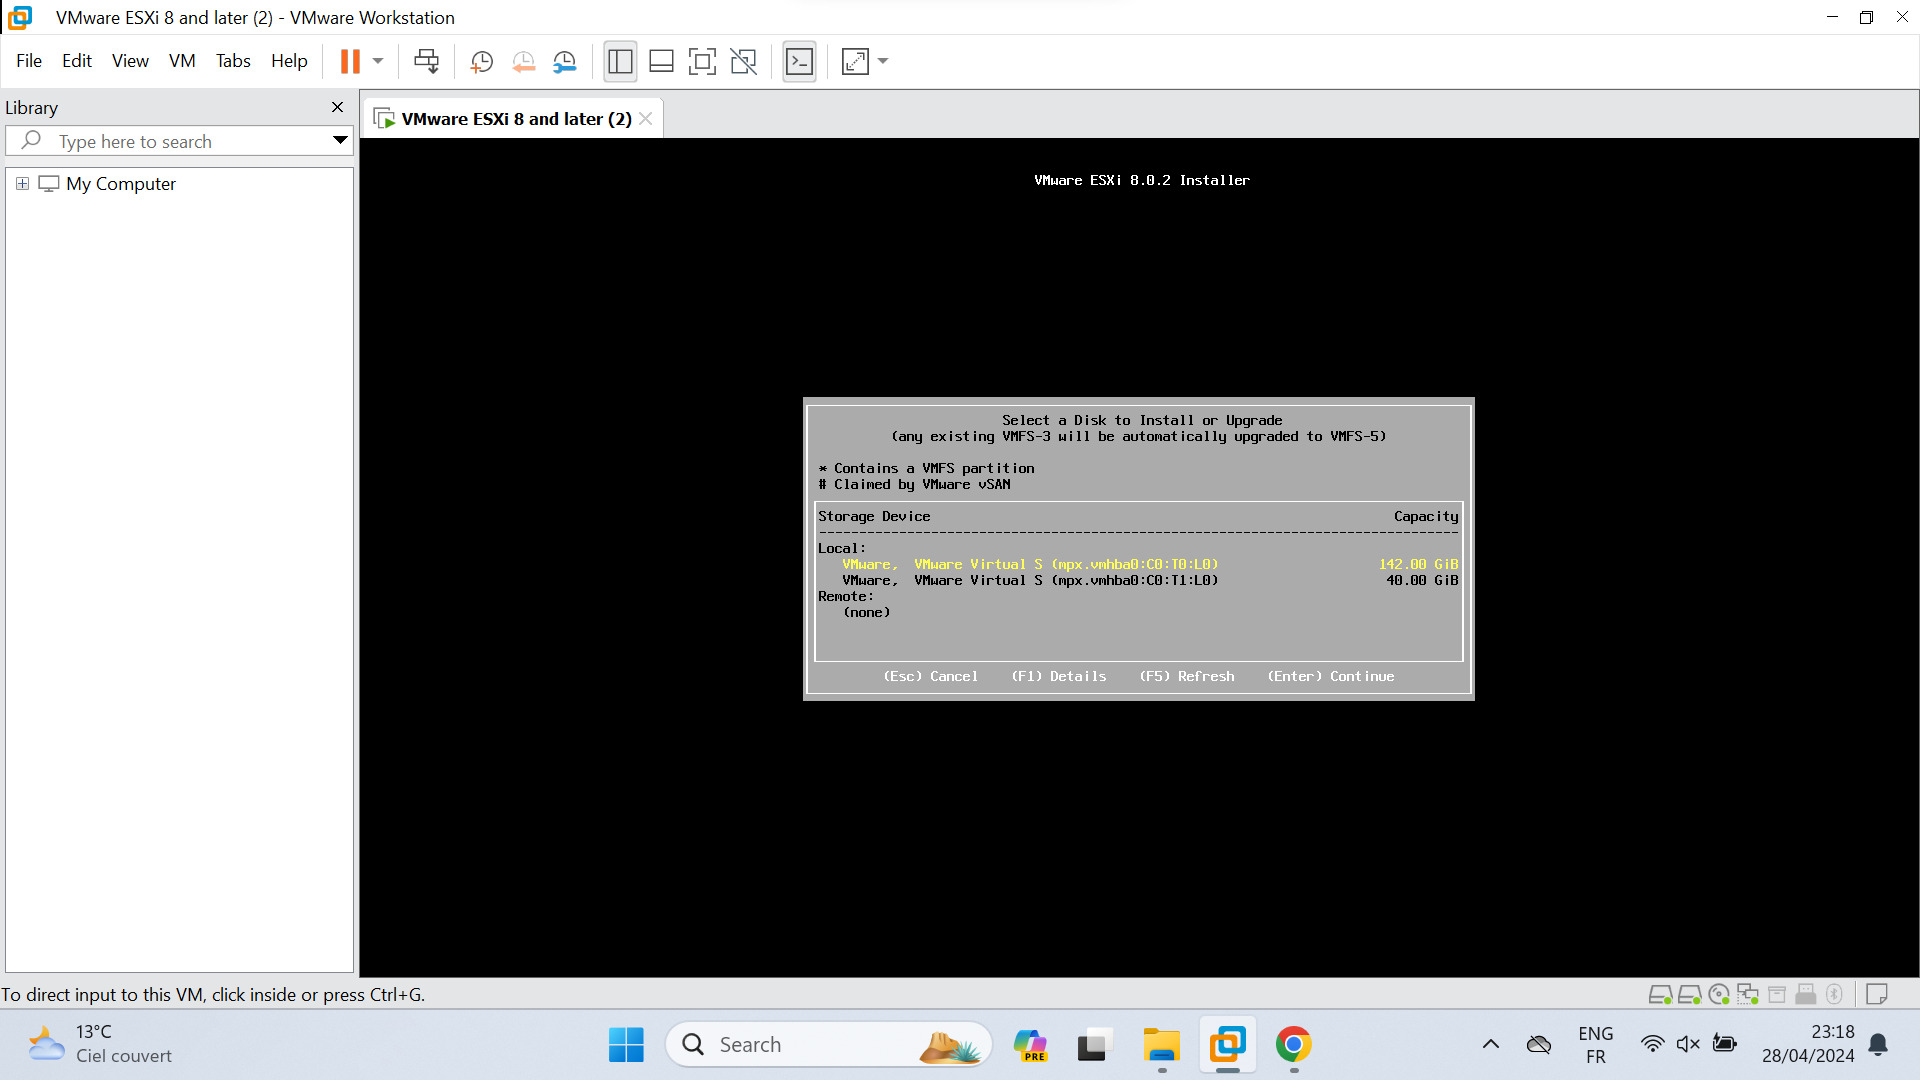 VMware ESXi 8 and later (2) - VMware Workstation
File Edit View VM Tabs Help
Library
VMware ESXi 8 and later (2)
Type here to search
My Computer
VMware ESXi 8.0.2 Installer
Select a Disk to Install or Upgrade
(any existing VMFS-3 will be automatically upgraded to VMFS-5)
* Contains a VMFS partition
# Claimed by VMware vSAN
Storage Device Capacity
--------------------------------------------------------------------------------
Local:
VMware, VMware Virtual S (mpx.vmhba0:C0:T0:L0) 142.00 GiB
VMware, VMware Virtual S (mpx.vmhba0:C0:T1:L0) 40.00 GiB
Remote:
(none)
(Esc) Cancel (F1) Details (F5) Refresh (Enter) Continue
To direct input to this VM, click inside or press Ctrl+G.
13°C
Ciel couvert
Search
PRE
ENG
FR
23:18
28/04/2024